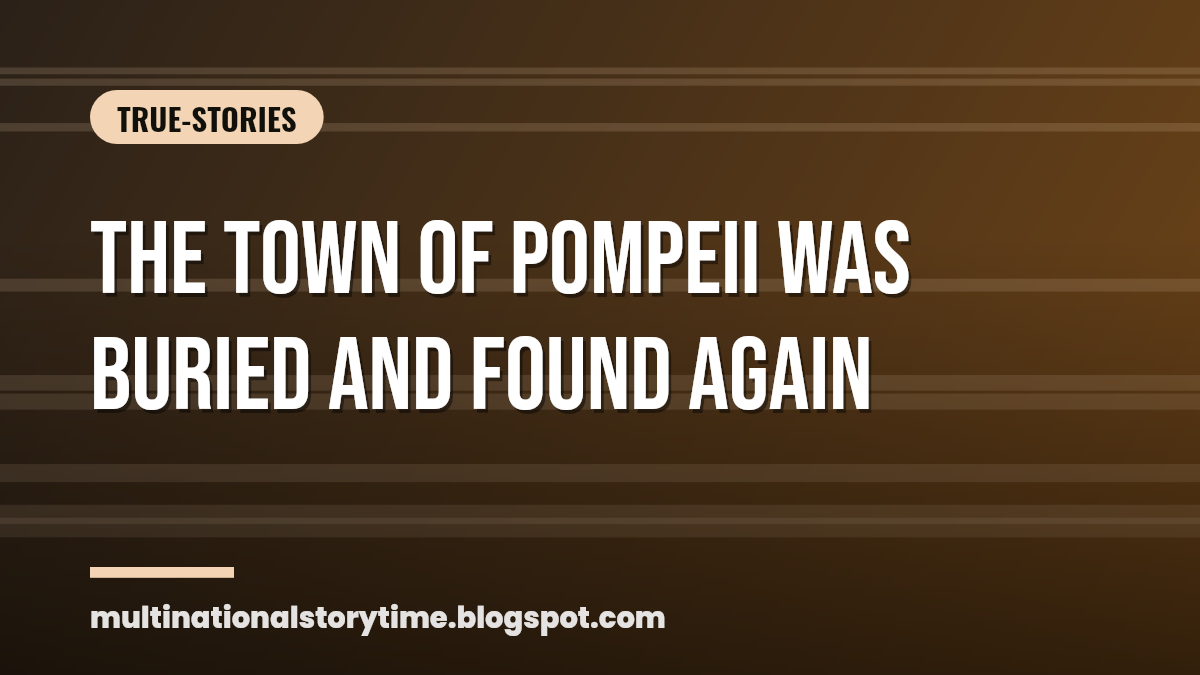 TRUE-STORIES
THE TOWN OF POMPEII WAS
BURIED AND FOUND AGAIN
multinationalstorytime.blogspot.com